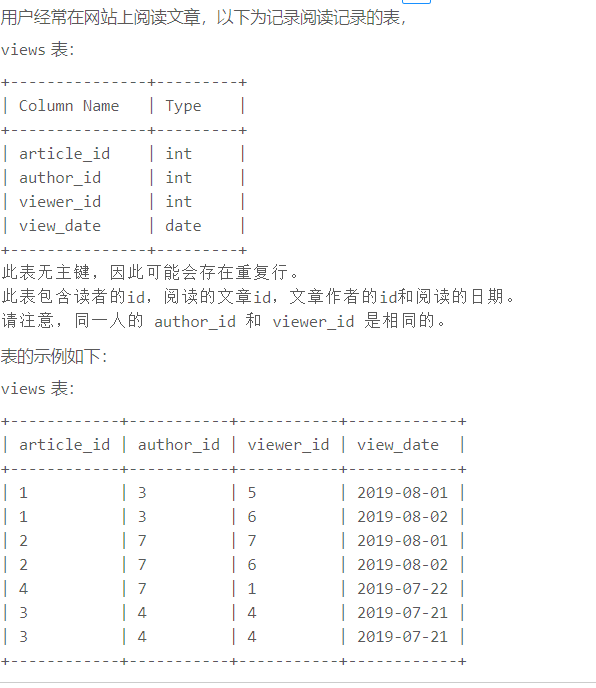 用户经常在网站上阅读文章，以下为记录阅读记录的表，
views 表：
+---------------+---------+
| Column Name   | Type    |
+---------------+---------+
| article_id    | int     |
| author_id     | int     |
| viewer_id     | int     |
| view_date     | date    |
+---------------+---------+
此表无主键，因此可能会存在重复行。
此表包含读者的id，阅读的文章id，文章作者的id和阅读的日期。
请注意，同一人的 author_id 和 viewer_id 是相同的。
表的示例如下：
views 表：
+------------+-----------+-----------+------------+
| article_id | author_id | viewer_id | view_date  |
+------------+-----------+-----------+------------+
| 1          | 3         | 5         | 2019-08-01 |
| 1          | 3         | 6         | 2019-08-02 |
| 2          | 7         | 7         | 2019-08-01 |
| 2          | 7         | 6         | 2019-08-02 |
| 4          | 7         | 1         | 2019-07-22 |
| 3          | 4         | 4         | 2019-07-21 |
| 3          | 4         | 4         | 2019-07-21 |
+------------+-----------+-----------+------------+